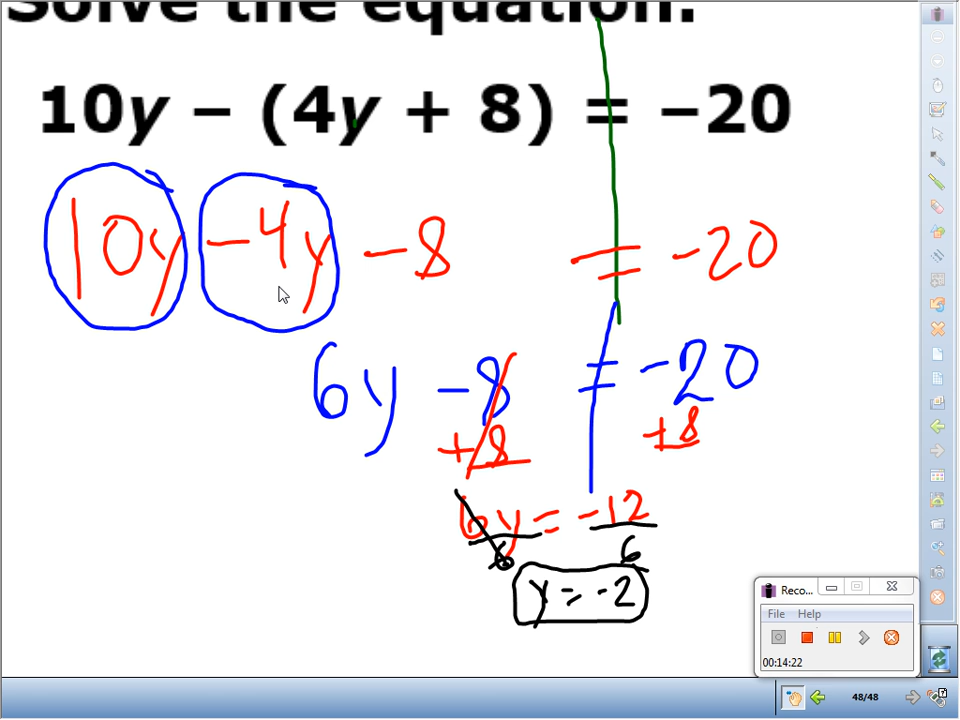 Solve the equation.
10y – (4y + 8) = –20
10y -4y -8 = -20
6y -8 = -20
+8 +8
6y = -12
6 6
y = -2
Reco...
File Help
00:14:22
48/48